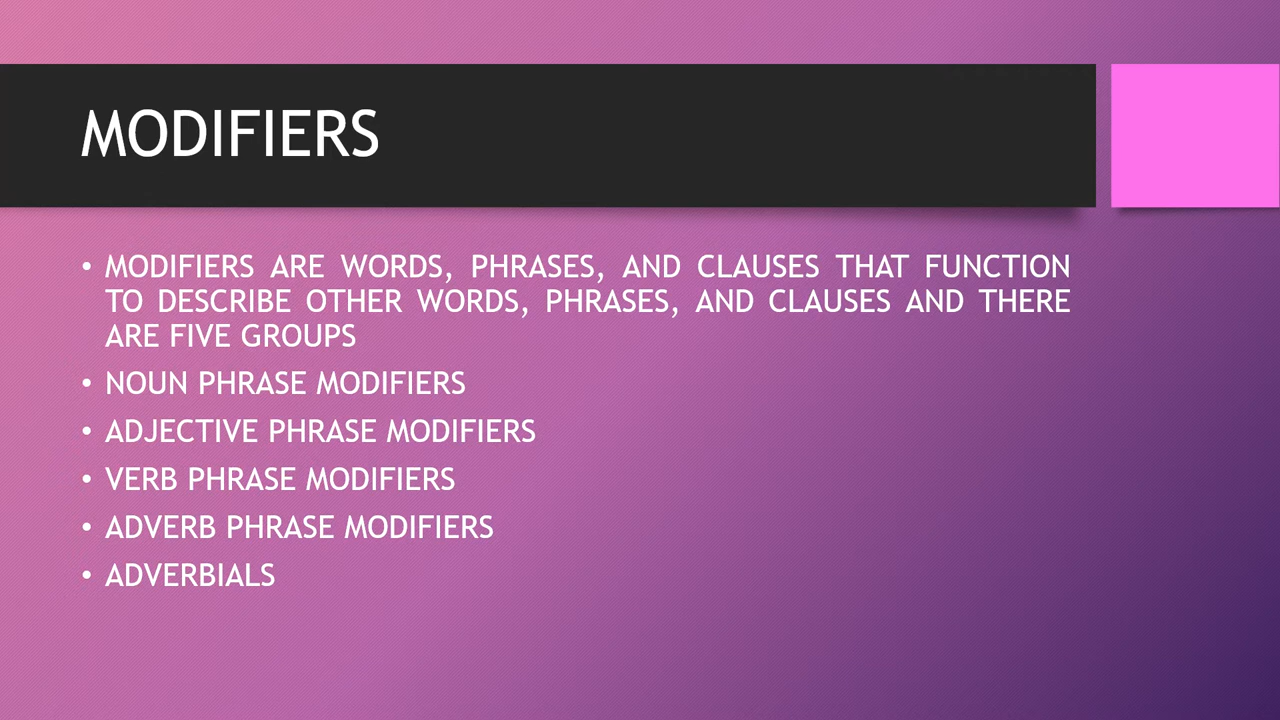 MODIFIERS
• MODIFIERS ARE WORDS, PHRASES, AND CLAUSES THAT FUNCTION
TO DESCRIBE OTHER WORDS, PHRASES, AND CLAUSES AND THERE
ARE FIVE GROUPS
• NOUN PHRASE MODIFIERS
• ADJECTIVE PHRASE MODIFIERS
• VERB PHRASE MODIFIERS
• ADVERB PHRASE MODIFIERS
• ADVERBIALS